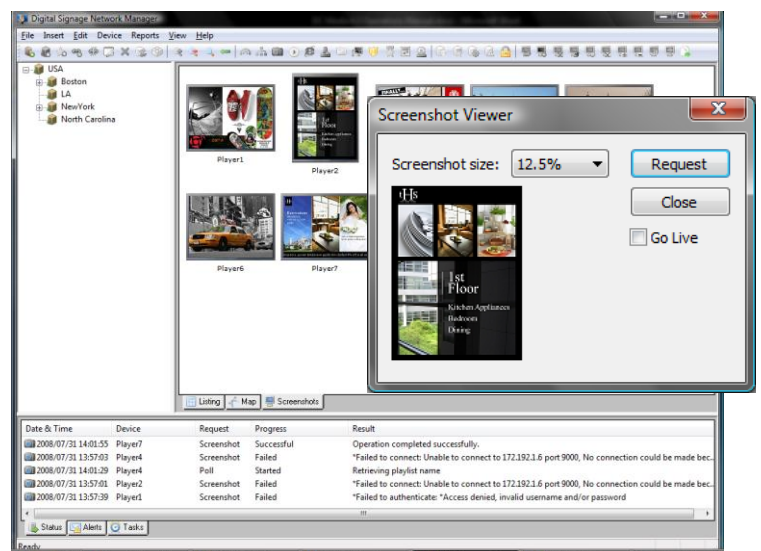 Digital Signage Network Manager
File Insert Edit Device Reports View Help
USA
Boston
LA
NewYork
North Carolina
Player1
1st
Floor
Kitchen Appliances
Bedroom
Dining
Player2
Player6
Player7
Screenshot Viewer
Screenshot size: 12.5% Request
Close
Go Live
tHs
1st
Floor
Kitchen Appliances
Bedroom
Dining
Listing Map Screenshots
Date & Time Device Request Progress Result
2008/07/31 14:01:55 Player7 Screenshot Successful Operation completed successfully.
2008/07/31 13:57:03 Player4 Screenshot Failed "Failed to connect: Unable to connect to 172.192.1.6 port 9000, No connection could be made bec...
2008/07/31 14:01:29 Player4 Poll Started Retrieving playlist name
2008/07/31 13:57:01 Player2 Screenshot Failed "Failed to connect: Unable to connect to 172.192.1.6 port 9000, No connection could be made bec...
2008/07/31 13:57:39 Player1 Screenshot Failed "Failed to authenticate: "Access denied, invalid username and/or password
Status Alerts Tasks
Ready